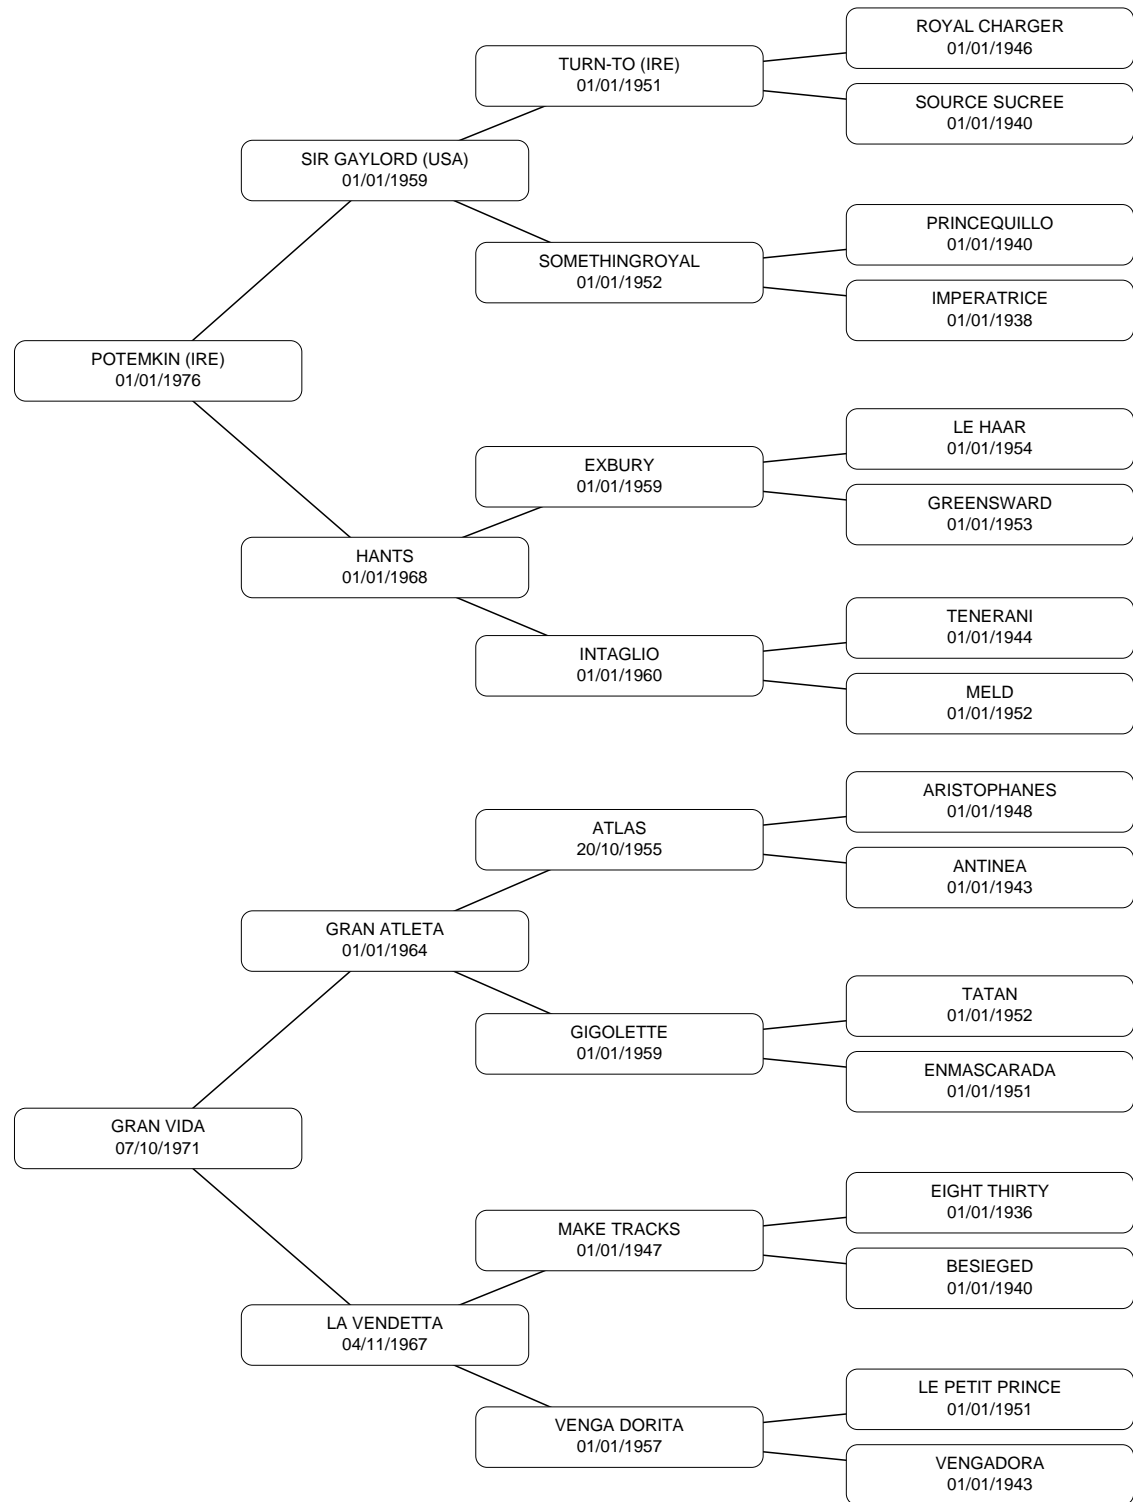 ROYAL CHARGER
01/01/1946
TURN-TO (IRE)
01/01/1951
SOURCE SUCREE
01/01/1940
SIR GAYLORD (USA)
01/01/1959
PRINCEQUILLO
01/01/1940
SOMETHINGROYAL
01/01/1952
IMPERATRICE
01/01/1938
POTEMKIN (IRE)
01/01/1976
LE HAAR
01/01/1954
EXBURY
01/01/1959
GREENSWARD
01/01/1953
HANTS
01/01/1968
TENERANI
01/01/1944
INTAGLIO
01/01/1960
MELD
01/01/1952
ARISTOPHANES
01/01/1948
ATLAS
20/10/1955
ANTINEA
01/01/1943
GRAN ATLETA
01/01/1964
TATAN
01/01/1952
GIGOLETTE
01/01/1959
ENMASCARADA
01/01/1951
GRAN VIDA
07/10/1971
EIGHT THIRTY
01/01/1936
MAKE TRACKS
01/01/1947
BESIEGED
01/01/1940
LA VENDETTA
04/11/1967
LE PETIT PRINCE
01/01/1951
VENGA DORITA
01/01/1957
VENGADORA
01/01/1943